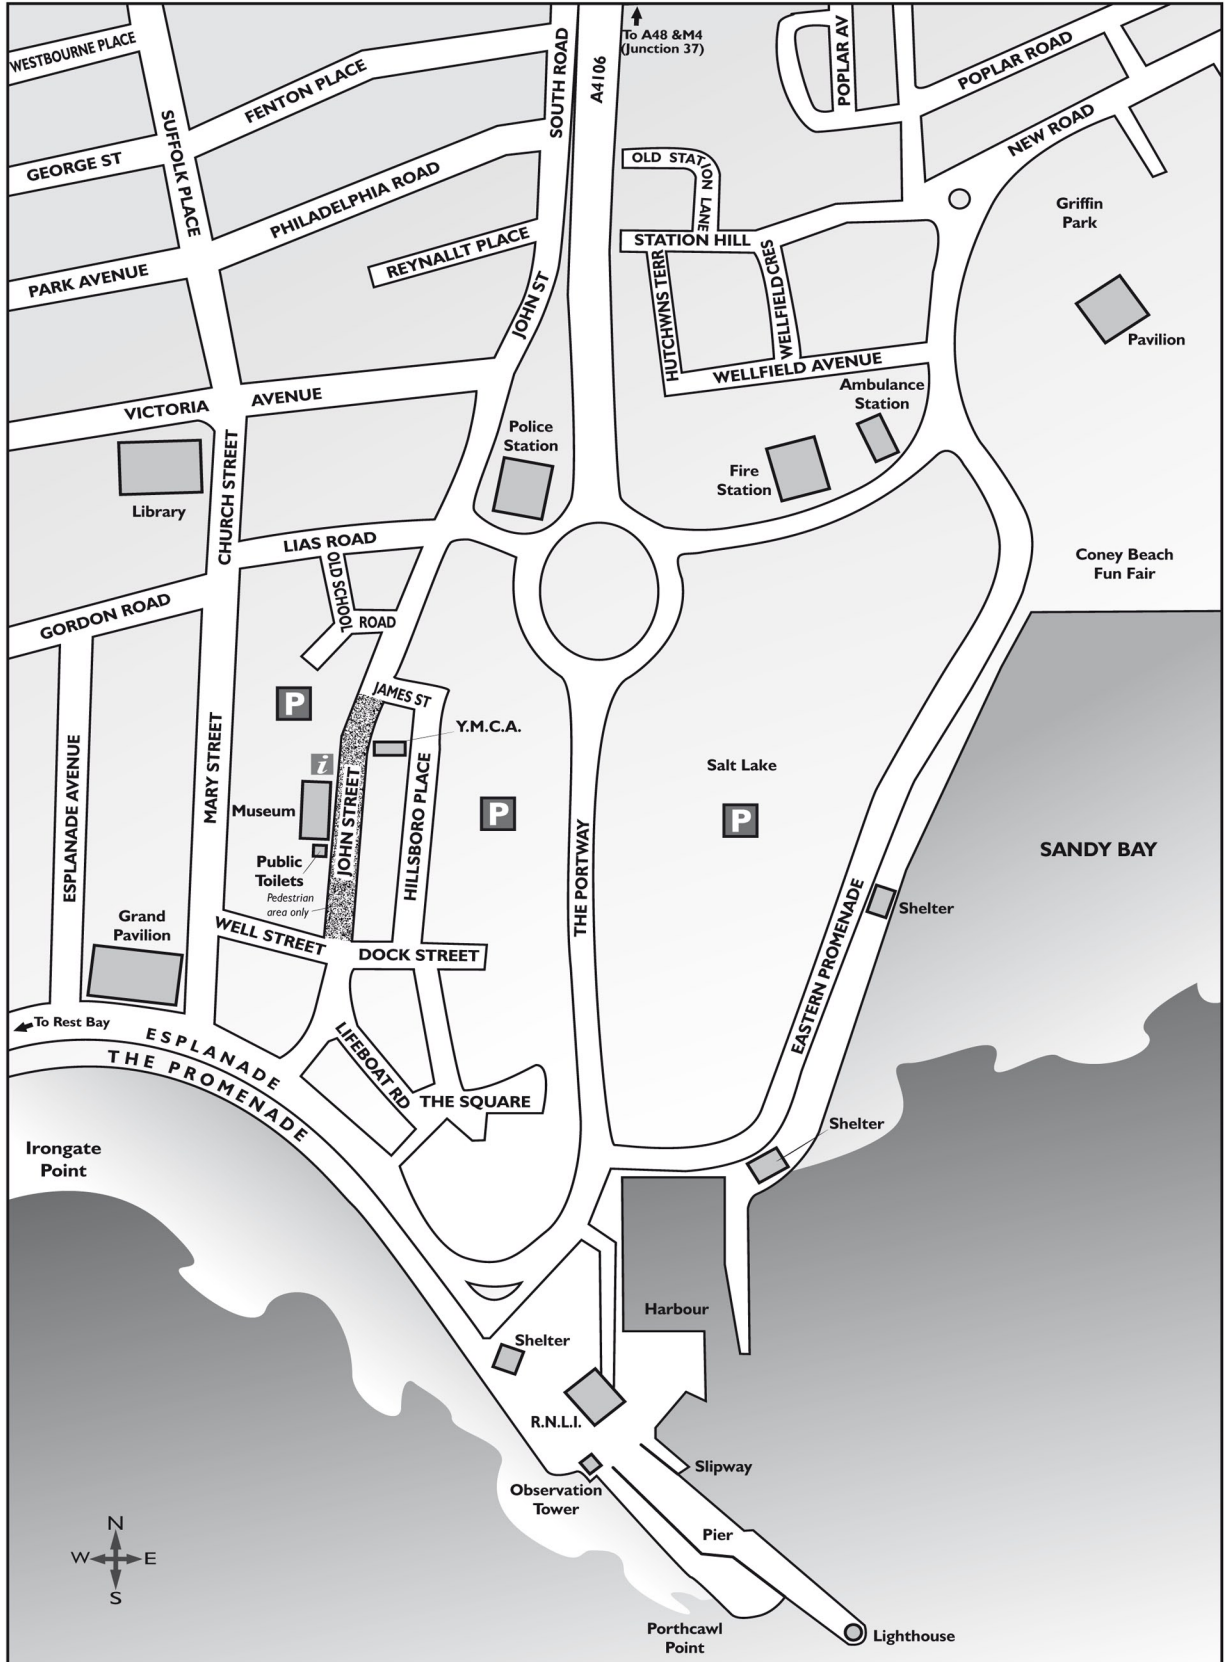 To A48 &M4
(Junction 37)
WESTBOURNE PLACE
SUFFOLK PLACE
FENTON PLACE
SOUTH ROAD
A4106
POPLAR AV
POPLAR ROAD
NEW ROAD
GEORGE ST
PHILADELPHIA ROAD
OLD STATION LANE
Griffin
Park
PARK AVENUE
REYNALLT PLACE
STATION HILL
JOHN ST
HUTCHWNS TERR
WELLFIELD CRES
Pavilion
WELLFIELD AVENUE
VICTORIA AVENUE
Ambulance
Station
Police
Station
Fire
Station
Library
CHURCH STREET
LIAS ROAD
OLD SCHOOL
ROAD
Coney Beach
Fun Fair
GORDON ROAD
JAMES ST
P
Y.M.C.A.
ESPLANADE AVENUE
MARY STREET
i
Museum
JOHN STREET
HILLSBORO PLACE
P
THE PORTWAY
Salt Lake
P
SANDY BAY
Public
Toilets
Pedestrian
area only
Shelter
Grand
Pavilion
WELL STREET
DOCK STREET
EASTERN PROMENADE
To Rest Bay
ESPLANADE
THE PROMENADE
LIFEBOAT RD
THE SQUARE
Shelter
Irongate
Point
Harbour
Shelter
R.N.L.I.
Slipway
Observation
Tower
Pier
N
W E
S
Porthcawl
Point
Lighthouse